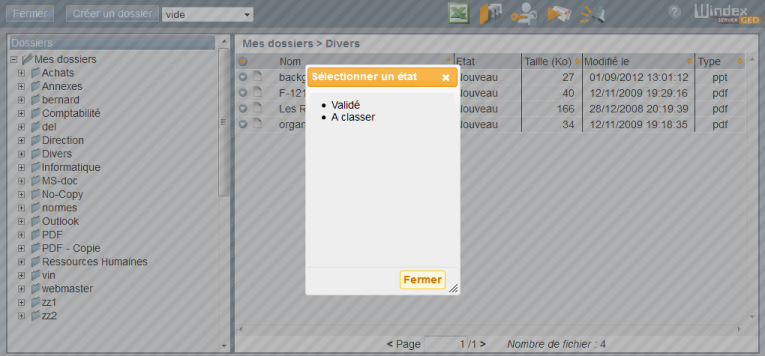 Fermer Créer un dossier vide ? Windex
SERVER GED
Dossiers
Mes dossiers
Achats
Annexes
bernard
Comptabilité
del
Direction
Divers
Informatique
MS-doc
No-Copy
normes
Outlook
PDF
PDF - Copie
Ressources Humaines
vin
webmaster
zz1
zz2
Mes dossiers > Divers
Nom Etat Taille (Ko) Modifié le Type
backg Nouveau 27 01/09/2012 13:01:12 ppt
F-121 Nouveau 40 12/11/2009 19:29:16 pdf
Les R Nouveau 166 28/12/2008 20:19:39 pdf
organ Nouveau 34 12/11/2009 19:18:35 pdf
Sélectionner un état
Validé
A classer
Fermer
< Page 1 /1 > Nombre de fichier : 4